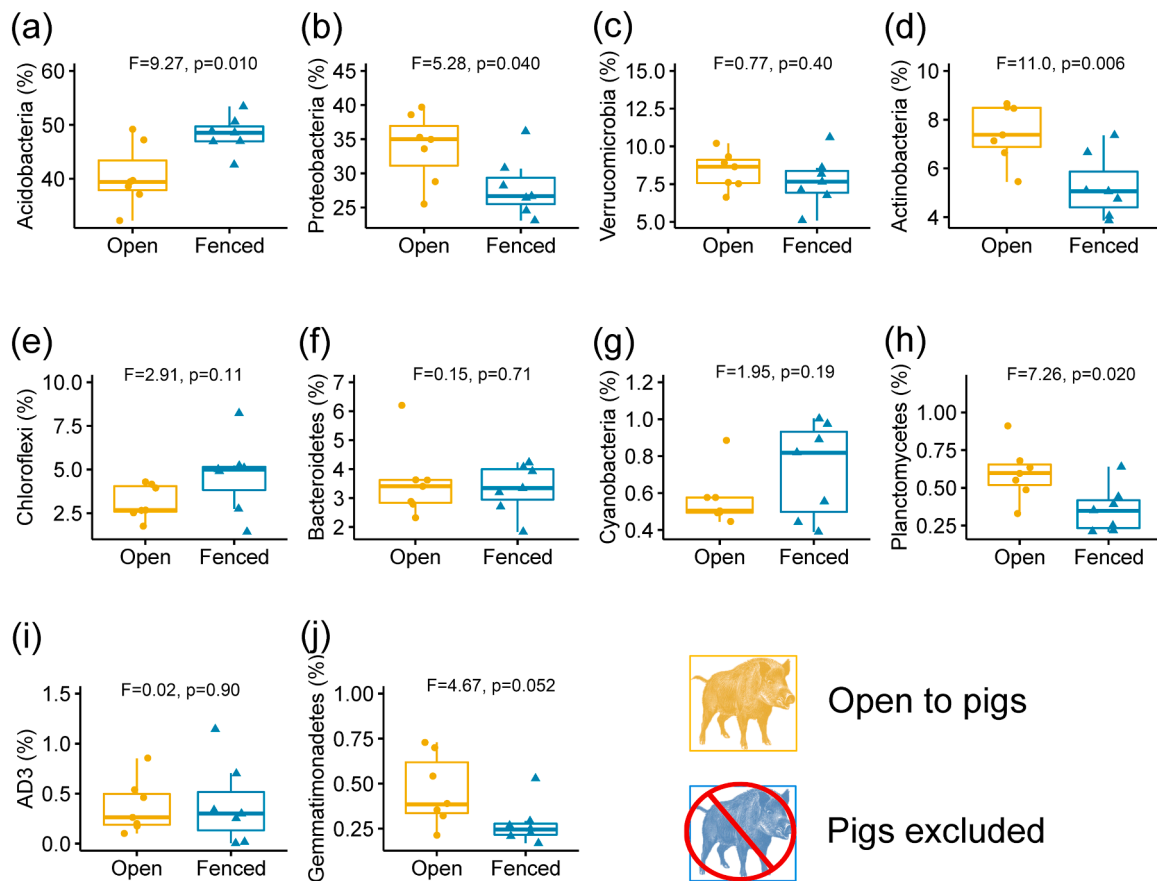 (a)
F=9.27, p=0.010
Acidobacteria (%)
60
50
40
Open
Fenced
(b)
F=5.28, p=0.040
Proteobacteria (%)
45
40
35
30
25
Open
Fenced
(c)
F=0.77, p=0.40
Verrucomicrobia (%)
15.0
12.5
10.0
7.5
5.0
Open
Fenced
(d)
F=11.0, p=0.006
Actinobacteria (%)
10
8
6
4
Open
Fenced
(e)
F=2.91, p=0.11
Chloroflexi (%)
10.0
7.5
5.0
2.5
Open
Fenced
(f)
F=0.15, p=0.71
Bacteroidetes (%)
7
6
5
4
3
2
Open
Fenced
(g)
F=1.95, p=0.19
Cyanobacteria (%)
1.2
1.0
0.8
0.6
0.4
Open
Fenced
(h)
F=7.26, p=0.020
Planctomycetes (%)
1.00
0.75
0.50
0.25
Open
Fenced
(i)
F=0.02, p=0.90
AD3 (%)
1.5
1.0
0.5
0.0
Open
Fenced
(j)
F=4.67, p=0.052
Gemmatimonadetes (%)
1.00
0.75
0.50
0.25
Open
Fenced
Open to pigs
Pigs excluded